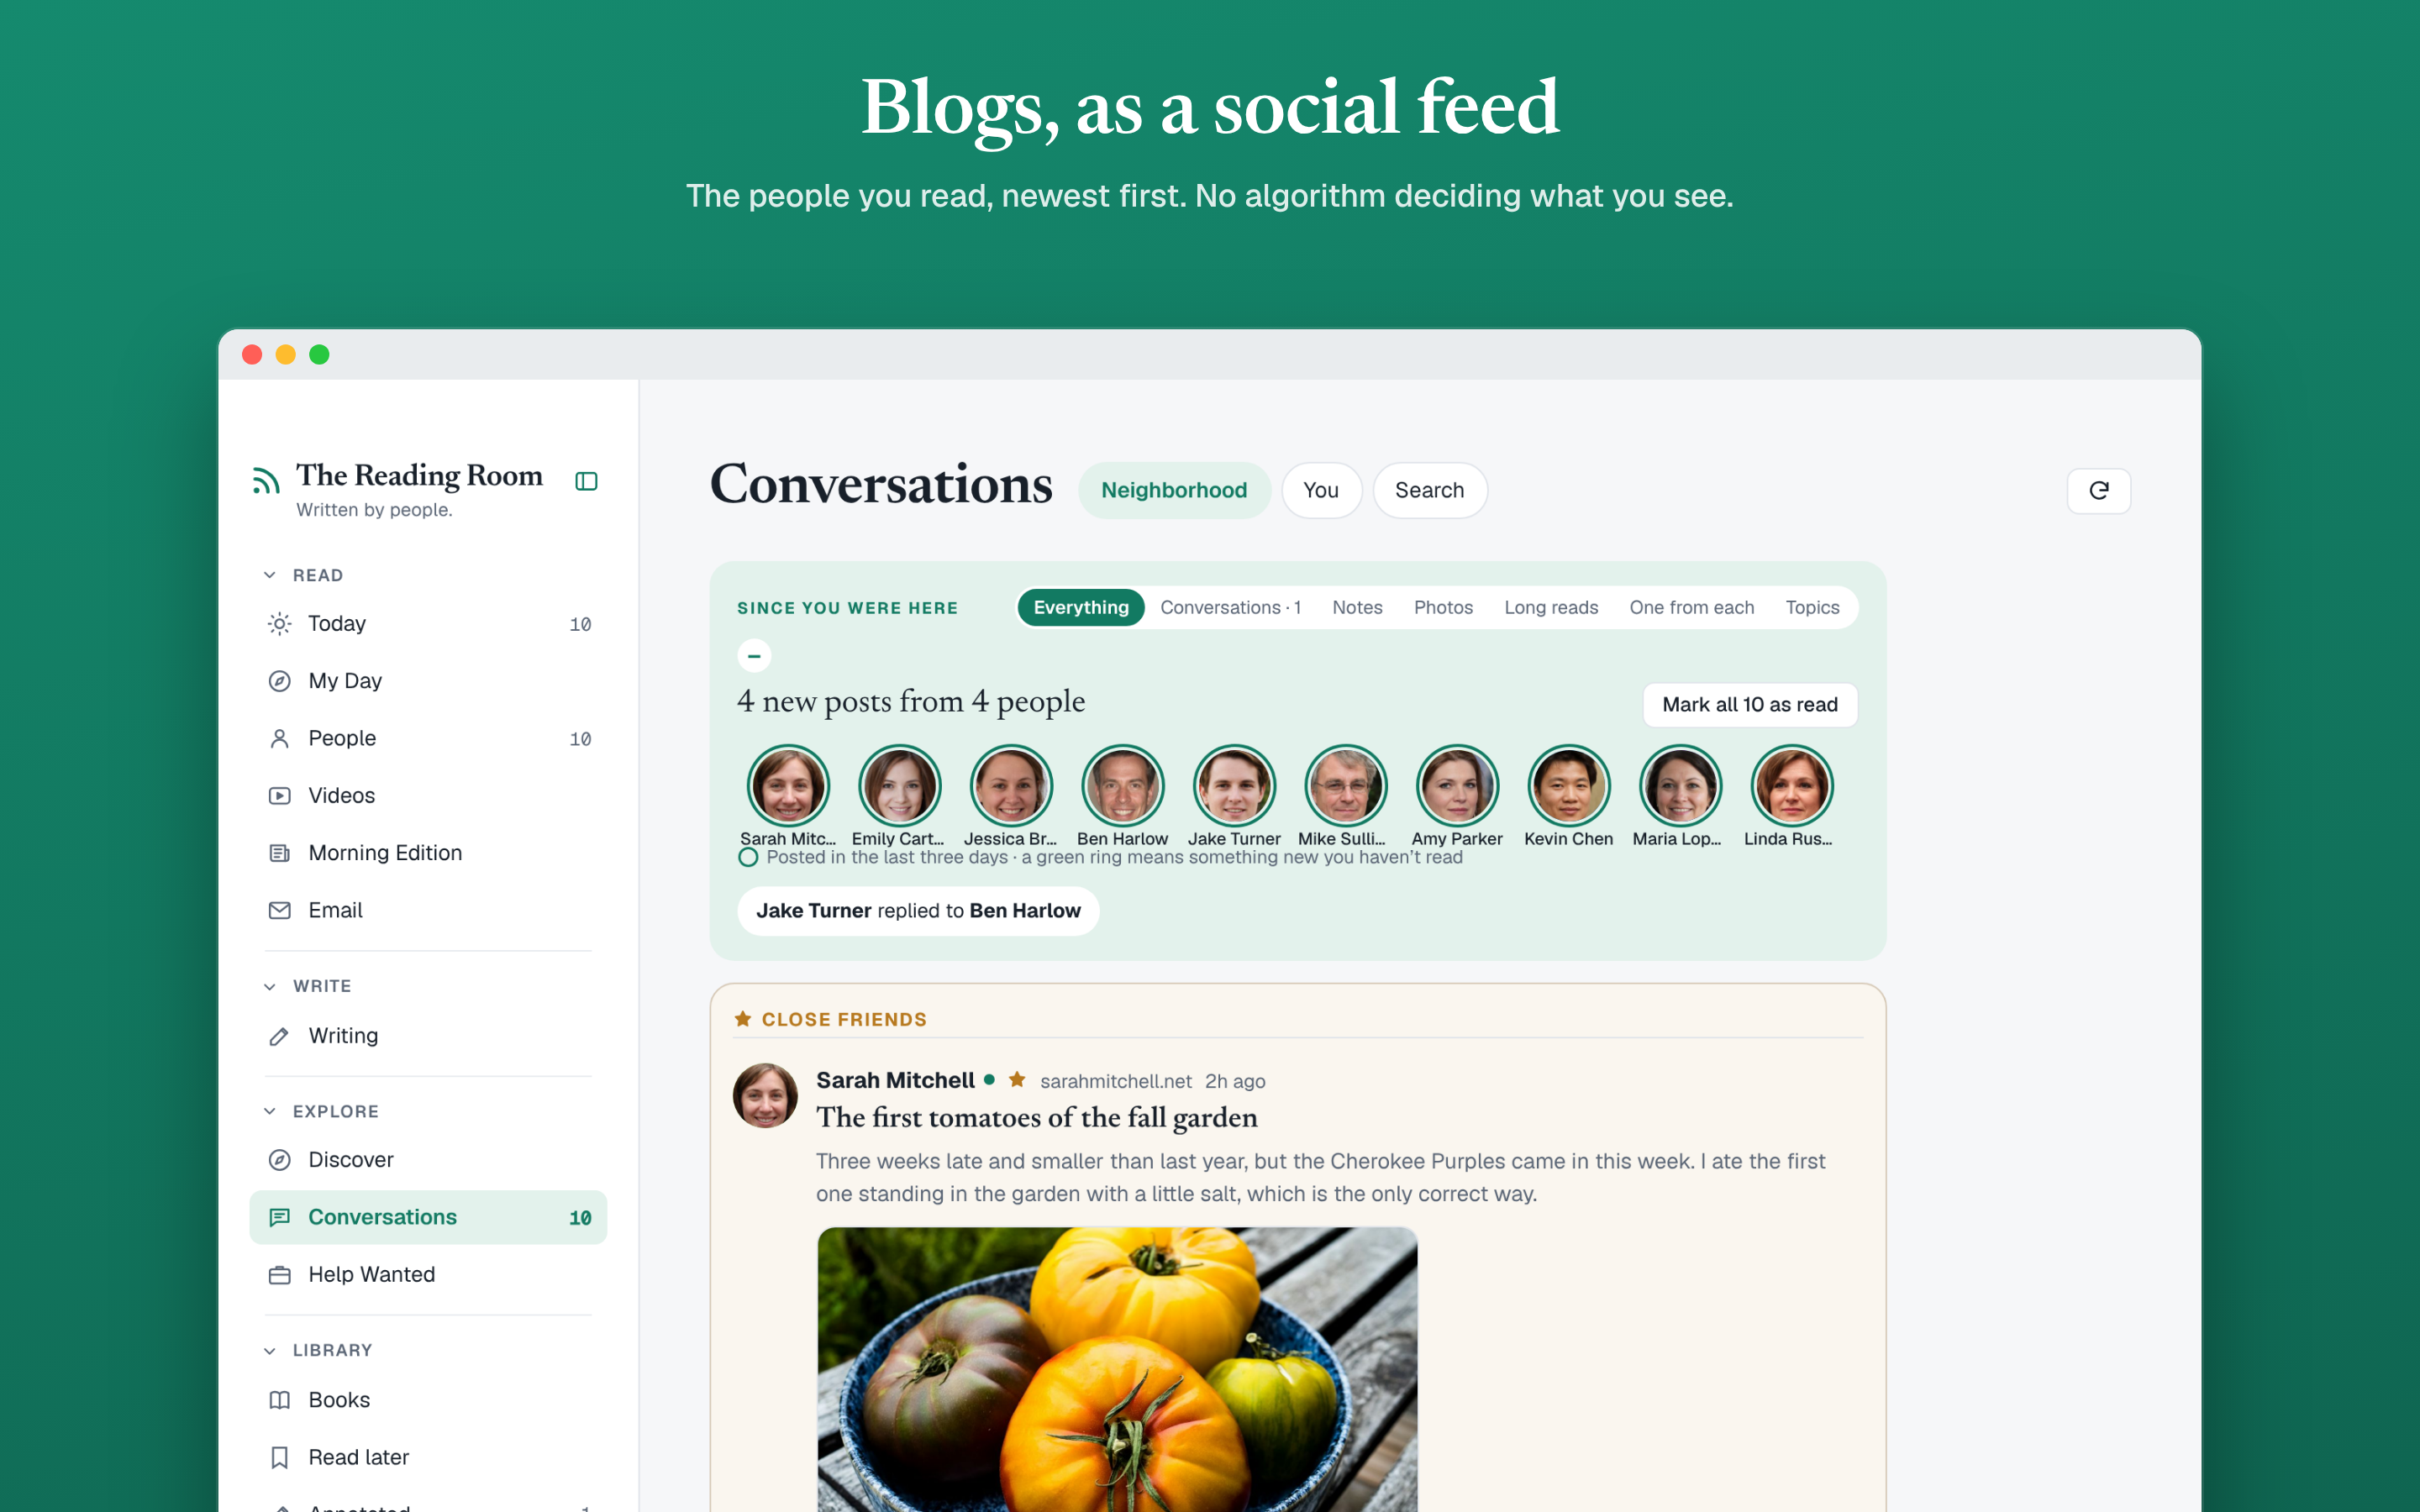 Blogs, as a social feed
The people you read, newest first. No algorithm deciding what you see.
The Reading Room
Written by people.
READ
Today 10
My Day
People 10
Videos
Morning Edition
Email
WRITE
Writing
EXPLORE
Discover
Conversations 10
Help Wanted
LIBRARY
Books
Read later
Conversations Neighborhood You Search
SINCE YOU WERE HERE Everything Conversations · 1 Notes Photos Long reads One from each Topics
4 new posts from 4 people Mark all 10 as read
Sarah Mitc... Emily Cart... Jessica Br... Ben Harlow Jake Turner Mike Sulli... Amy Parker Kevin Chen Maria Lop... Linda Rus...
Posted in the last three days · a green ring means something new you haven’t read
Jake Turner replied to Ben Harlow
CLOSE FRIENDS
Sarah Mitchell sarahmitchell.net 2h ago
The first tomatoes of the fall garden
Three weeks late and smaller than last year, but the Cherokee Purples came in this week. I ate the first
one standing in the garden with a little salt, which is the only correct way.